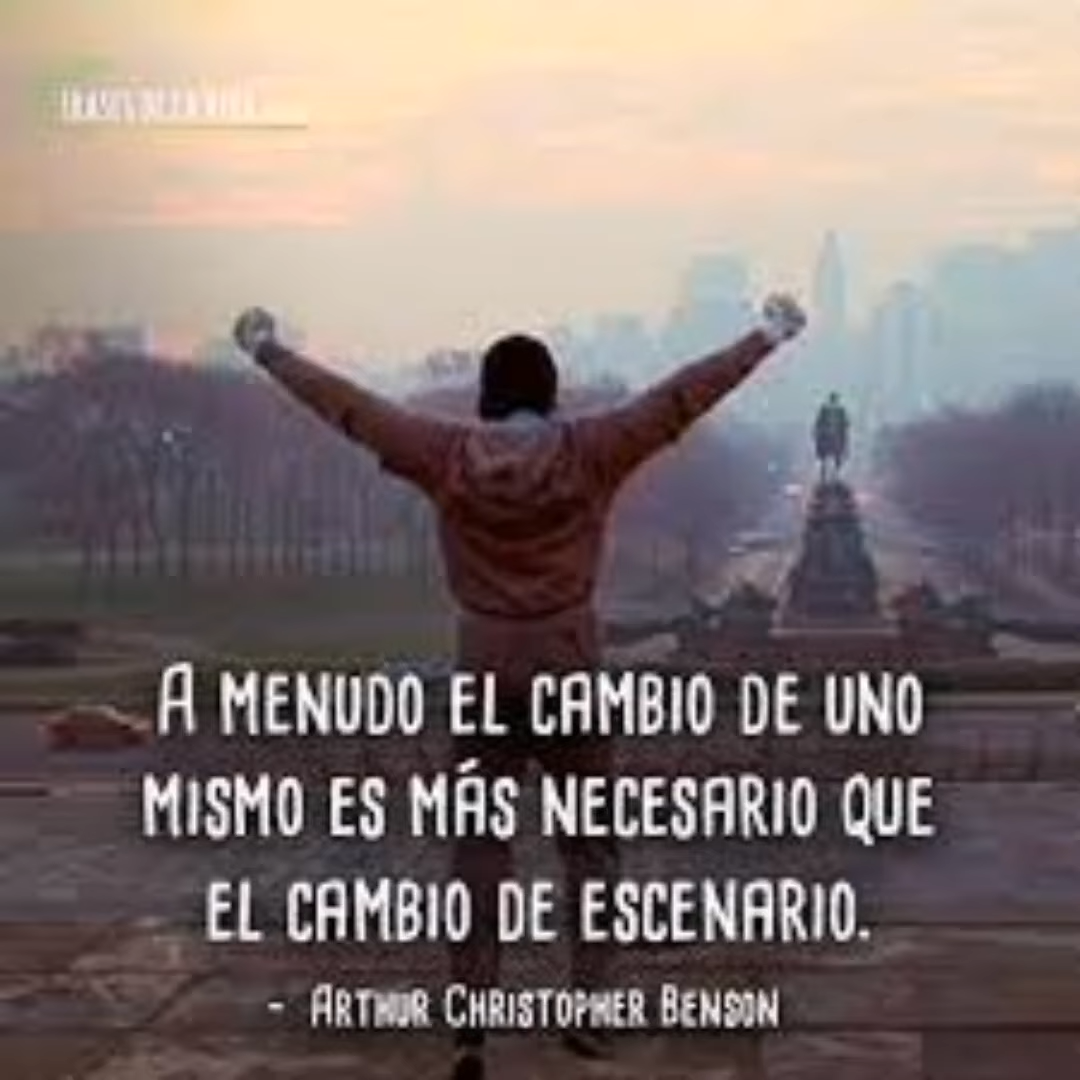 A MENUDO EL CAMBIO DE UNO
MISMO ES MÁS NECESARIO QUE
EL CAMBIO DE ESCENARIO.
- ARTHUR CHRISTOPHER BENSON